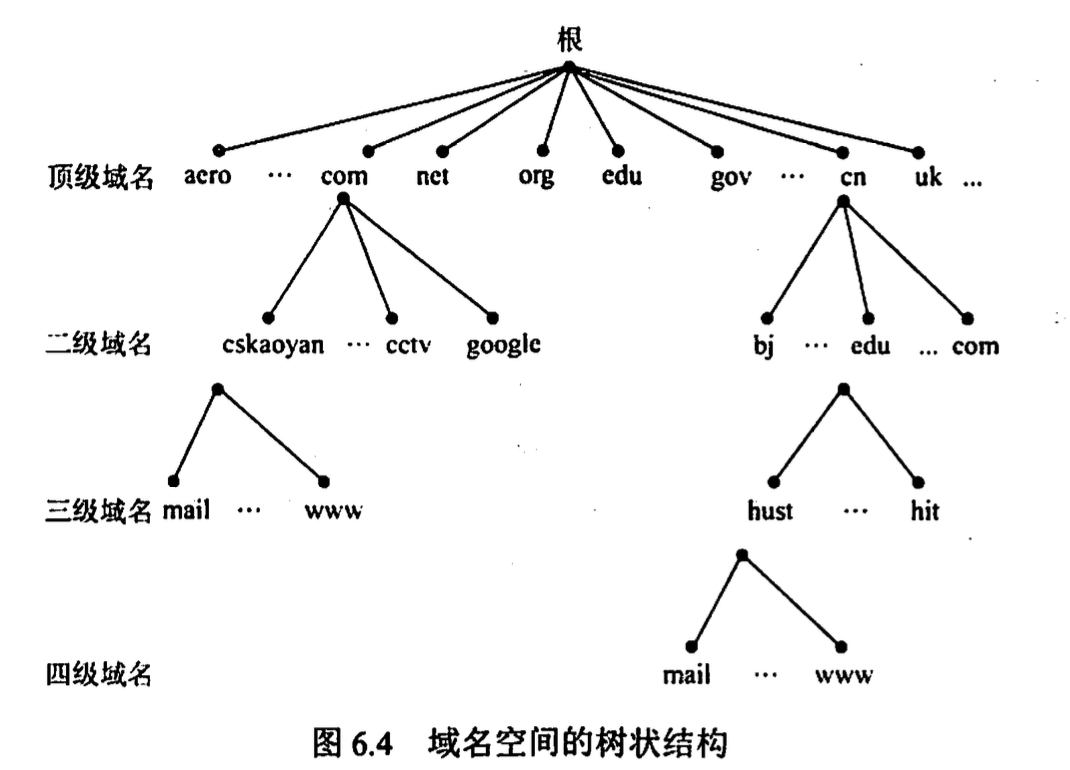 根
顶级域名 aero … com net org edu gov … cn uk ...
二级域名 cskaoyan … cctv google bj … edu ... com
三级域名 mail … www hust … hit
四级域名 mail … www
图 6.4 域名空间的树状结构